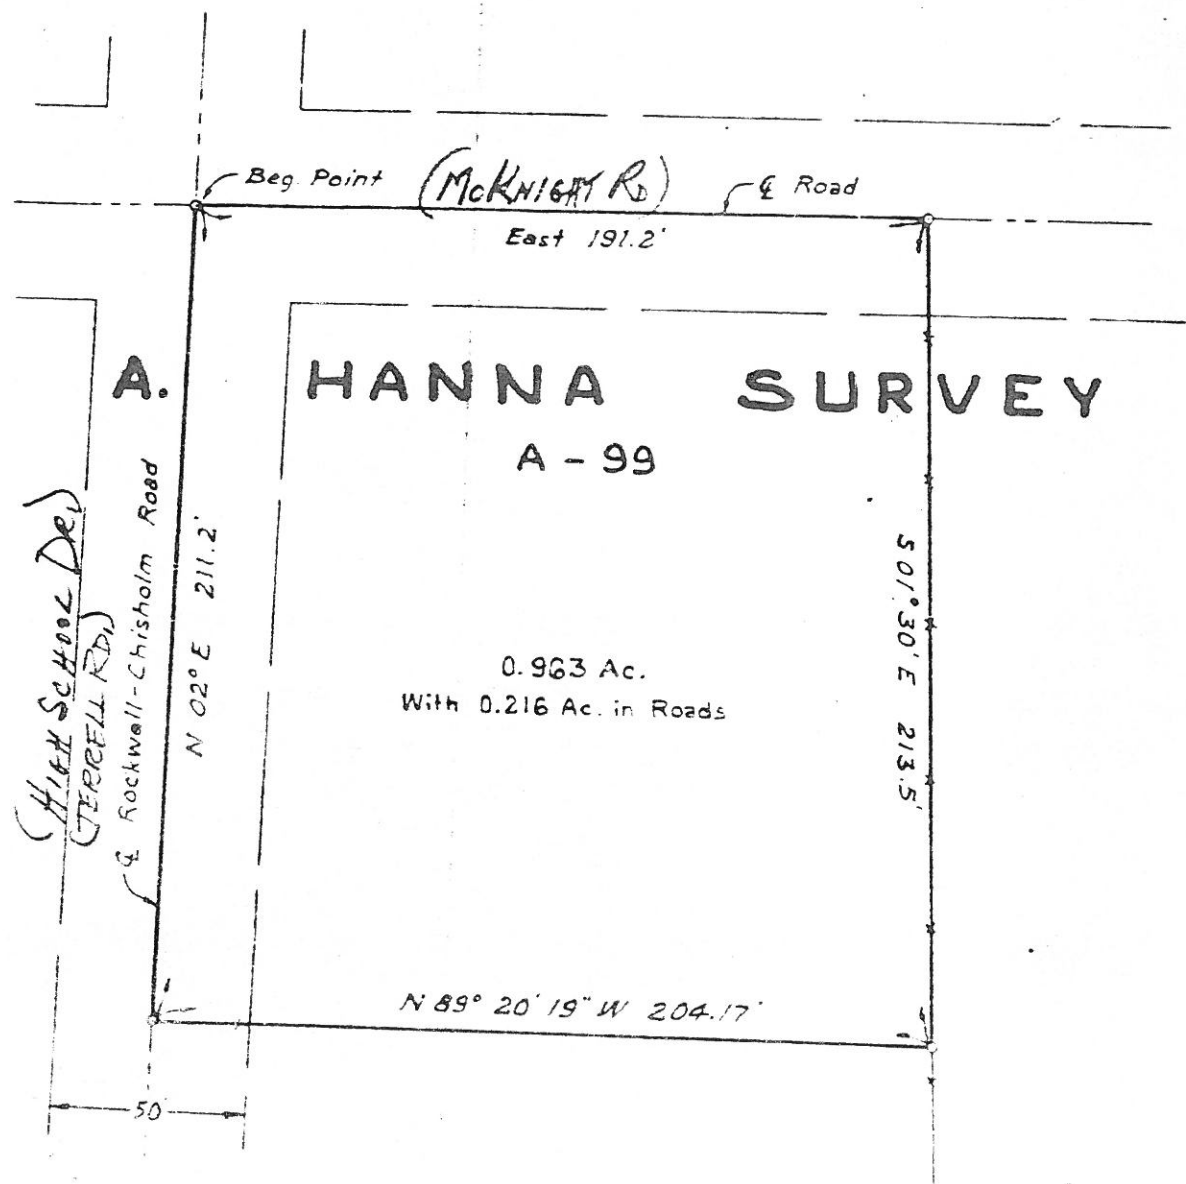 Beg. Point
(McKNIGHT RD)
℄ Road
East 191.2'
A. HANNA SURVEY
A - 99
(HIGH SCHOOL DR.)
(TERRELL RD.)
℄ Rockwall-Chisholm Road
N 02° E 211.2'
S 01° 30' E 213.5'
0.963 Ac.
With 0.216 Ac. in Roads
N 89° 20' 19" W 204.17'
50